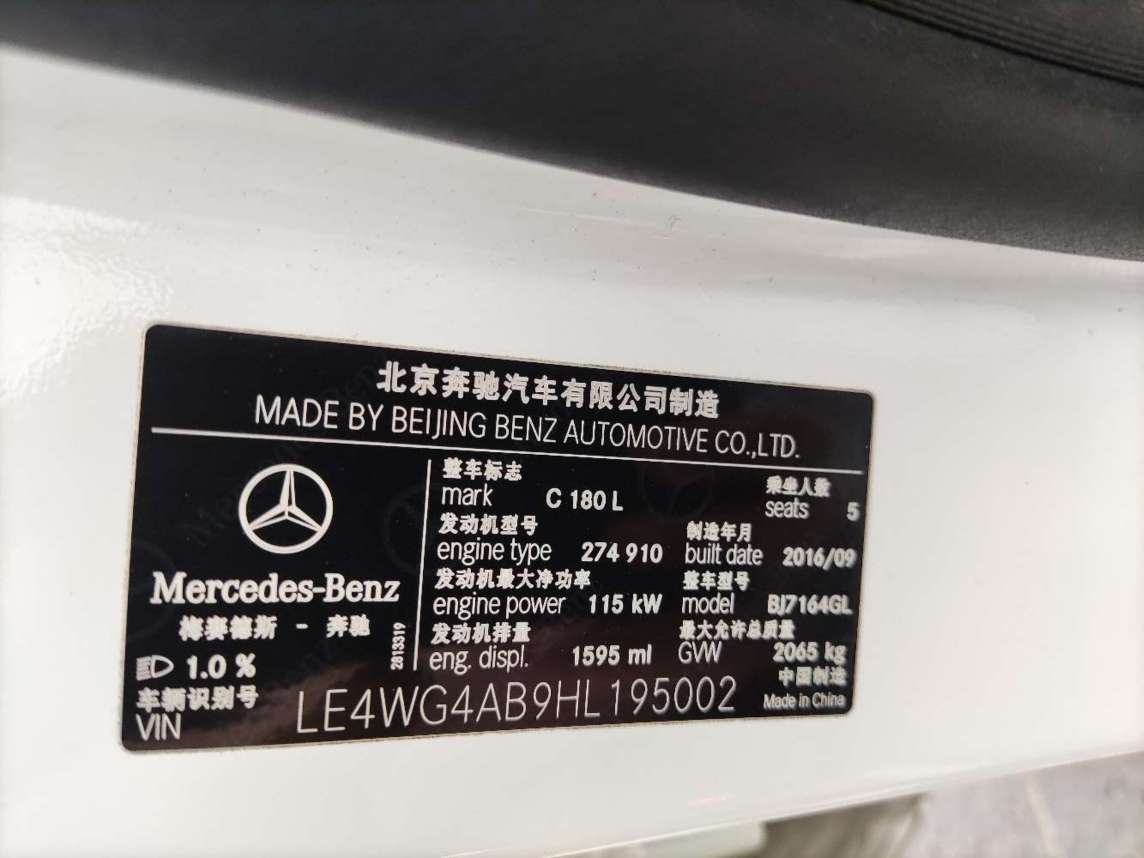 北京奔驰汽车有限公司制造
MADE BY BEIJING BENZ AUTOMOTIVE CO.,LTD.
Mercedes-Benz
梅赛德斯 - 奔驰
1.0 %
2813319
整车标志
mark C 180 L
乘坐人数
seats 5
发动机型号
engine type 274 910
制造年月
built date 2016/09
发动机最大净功率
engine power 115 kW
整车型号
model BJ7164GL
发动机排量
eng. displ. 1595 ml
最大允许总质量
GVW 2065 kg
车辆识别号
VIN LE4WG4AB9HL195002
中国制造
Made in China